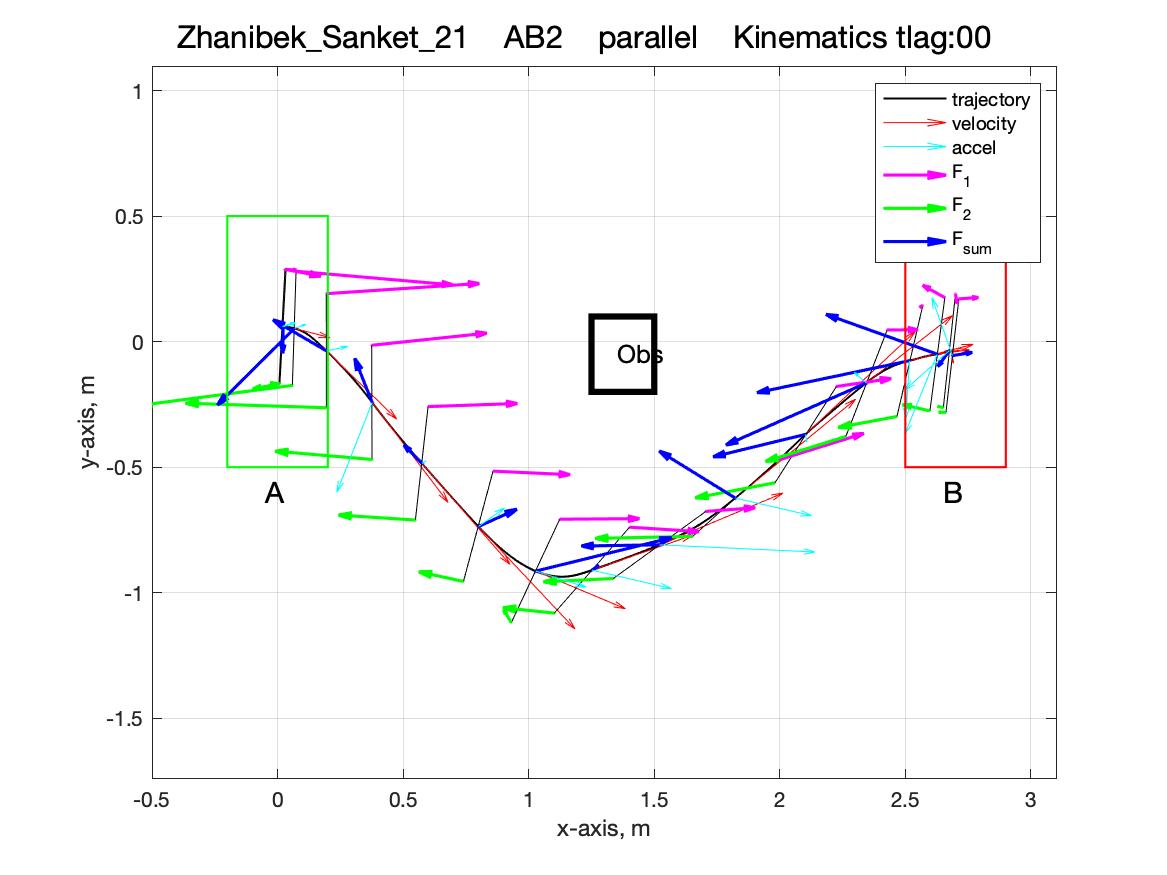 Zhanibek_Sanket_21 AB2 parallel Kinematics tlag:00
trajectory
velocity
accel
F1
F2
Fsum
1
0.5
0
-0.5
-1
-1.5
y-axis, m
Obs
A
B
-0.5 0 0.5 1 1.5 2 2.5 3
x-axis, m